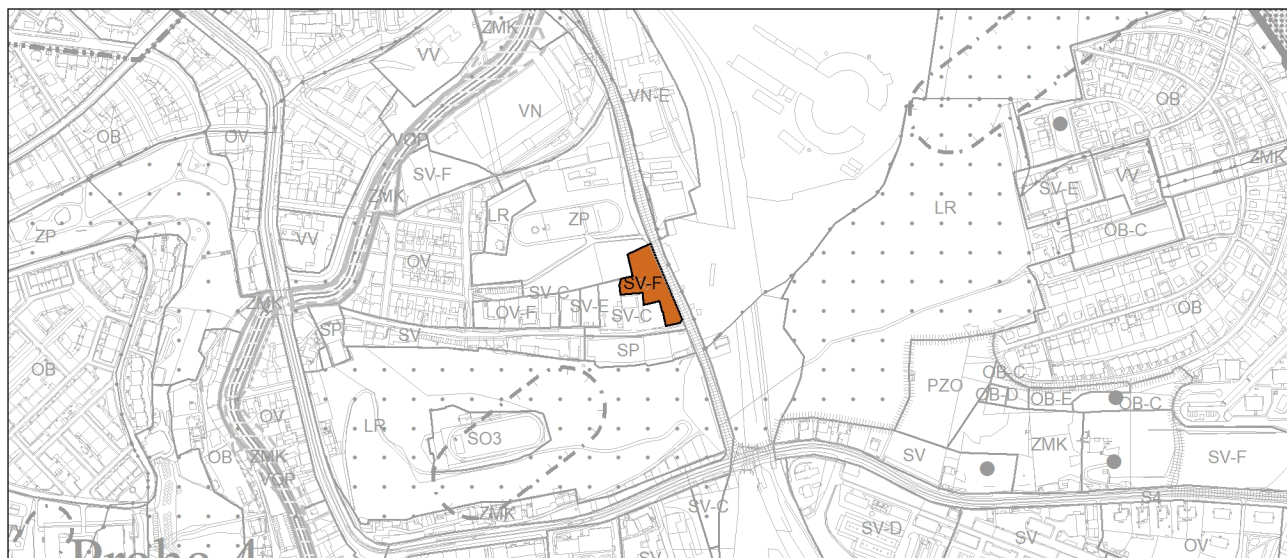 ZMK
VV
VN
VN-E
OB
OB
OV
VOP
SV-F
ZMK
ZMK
VV
SV-E
LR
LR
ZP
ZP
VV
OV
OB-C
SV-F
SV-C
OV-F
SV-E
SV-C
ZMK
SP
SV
SP
OB
OB
PZO
OB-C
OB-D
OB-E
OB-C
OV
LR
SO3
OB
ZMK
VOP
SV
ZMK
SV-F
ZMK
SV-C
S4
SV-D
SV
OV
SV